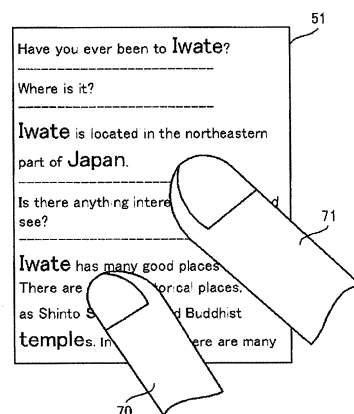 51
Have you ever been to Iwate?
Where is it?
Iwate is located in the northeastern
part of Japan.
Is there anything intere d
see?
71
Iwate has many good places
There are torical places,
as Shinto S d Buddhist
temples. In ere are many
70